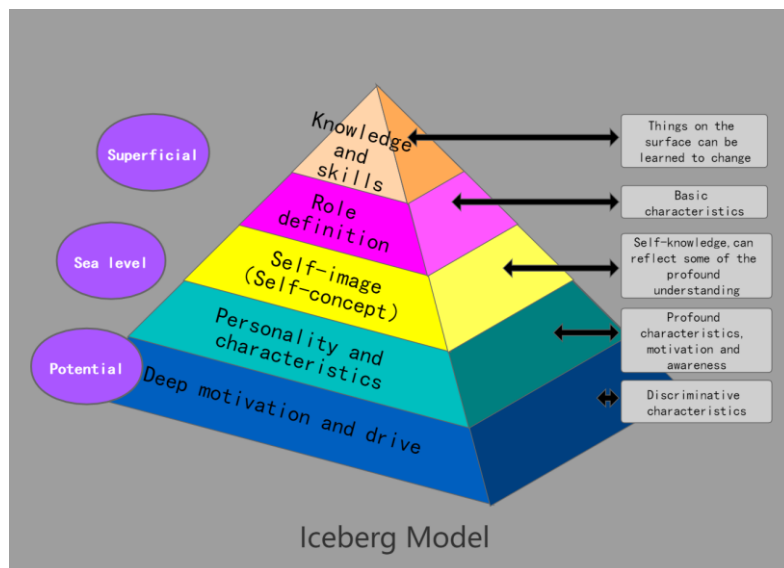 Superficial
Sea level
Potential
Knowledge
and
skills
Role
definition
Self-image
(Self-concept)
Personality and
characteristics
Deep motivation and drive
Things on the
surface can be
learned to change
Basic
characteristics
Self-knowledge, can
reflect some of the
profound
understanding
Profound
characteristics,
motivation and
awareness
Discriminative
characteristics
Iceberg Model